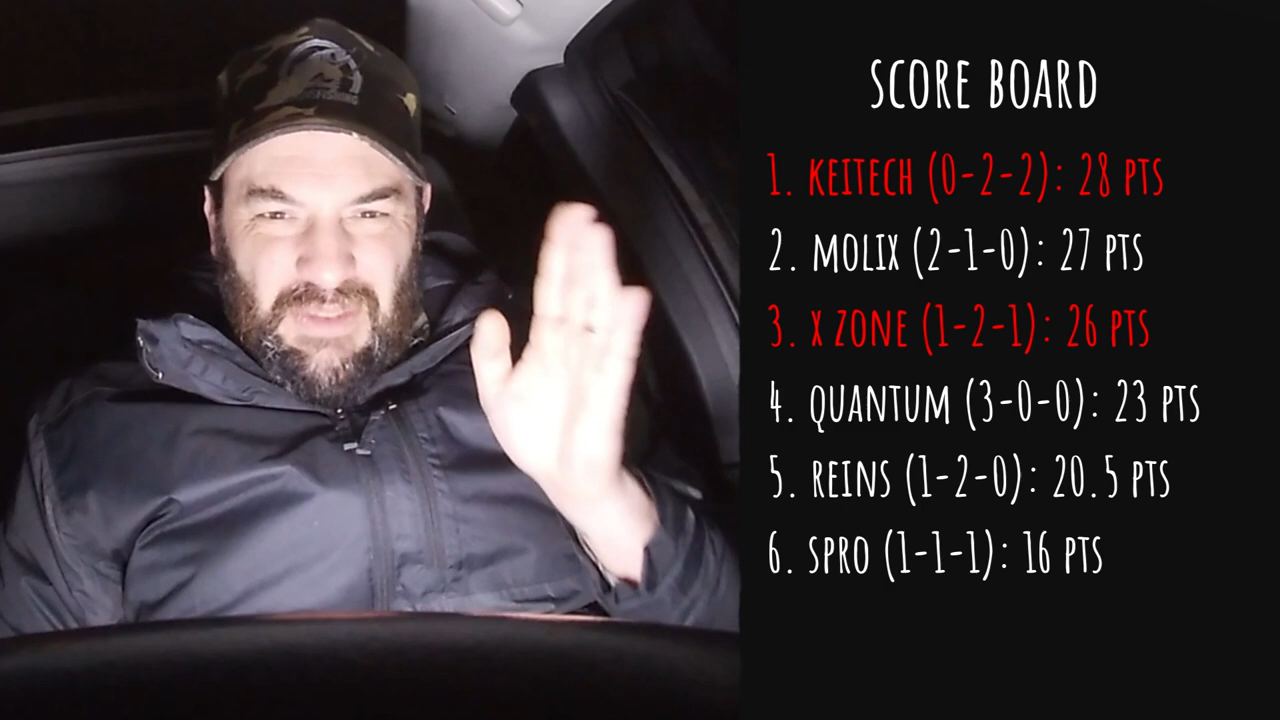 FISHING
SCORE BOARD
1. KEITECH (0-2-2): 28 PTS
2. MOLIX (2-1-0): 27 PTS
3. X ZONE (1-2-1): 26 PTS
4. QUANTUM (3-0-0): 23 PTS
5. REINS (1-2-0): 20.5 PTS
6. SPRO (1-1-1): 16 PTS